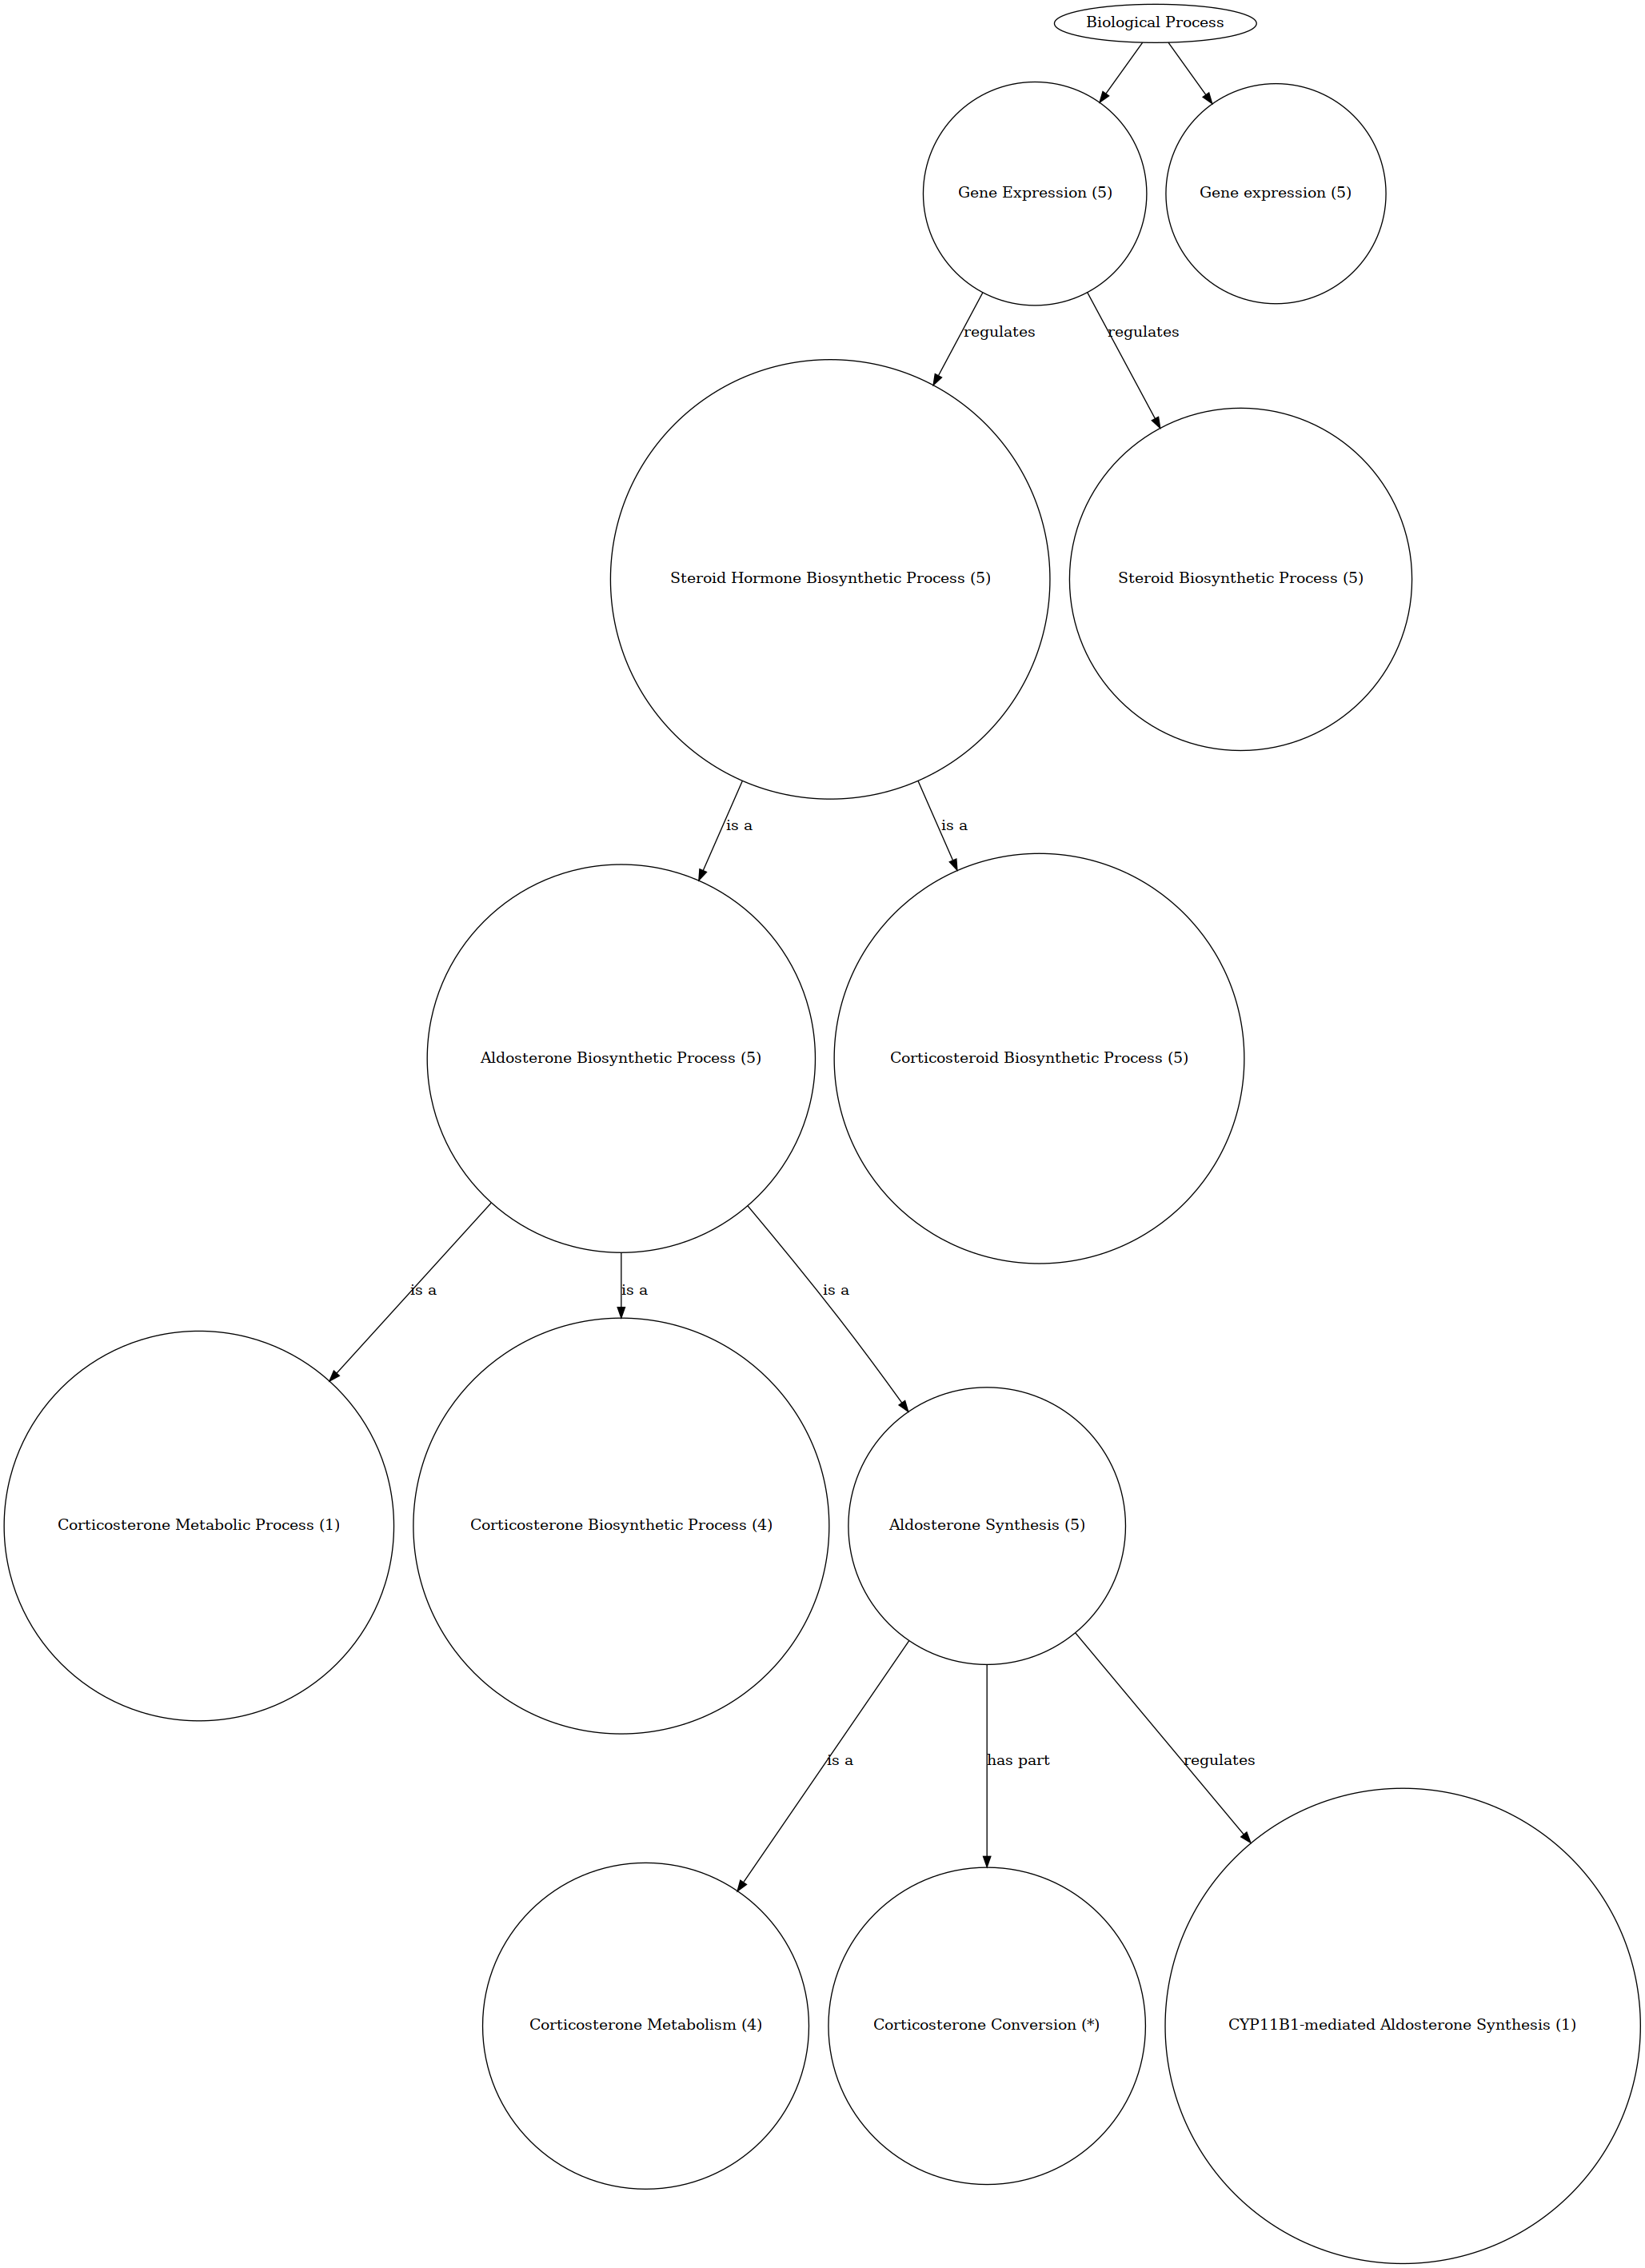 Biological Process
Gene Expression (5)
Gene expression (5)
regulates
regulates
Steroid Hormone Biosynthetic Process (5)
Steroid Biosynthetic Process (5)
is a
is a
Aldosterone Biosynthetic Process (5)
Corticosteroid Biosynthetic Process (5)
is a
is a
is a
Corticosterone Metabolic Process (1)
Corticosterone Biosynthetic Process (4)
Aldosterone Synthesis (5)
is a
has part
regulates
Corticosterone Metabolism (4)
Corticosterone Conversion (*)
CYP11B1-mediated Aldosterone Synthesis (1)